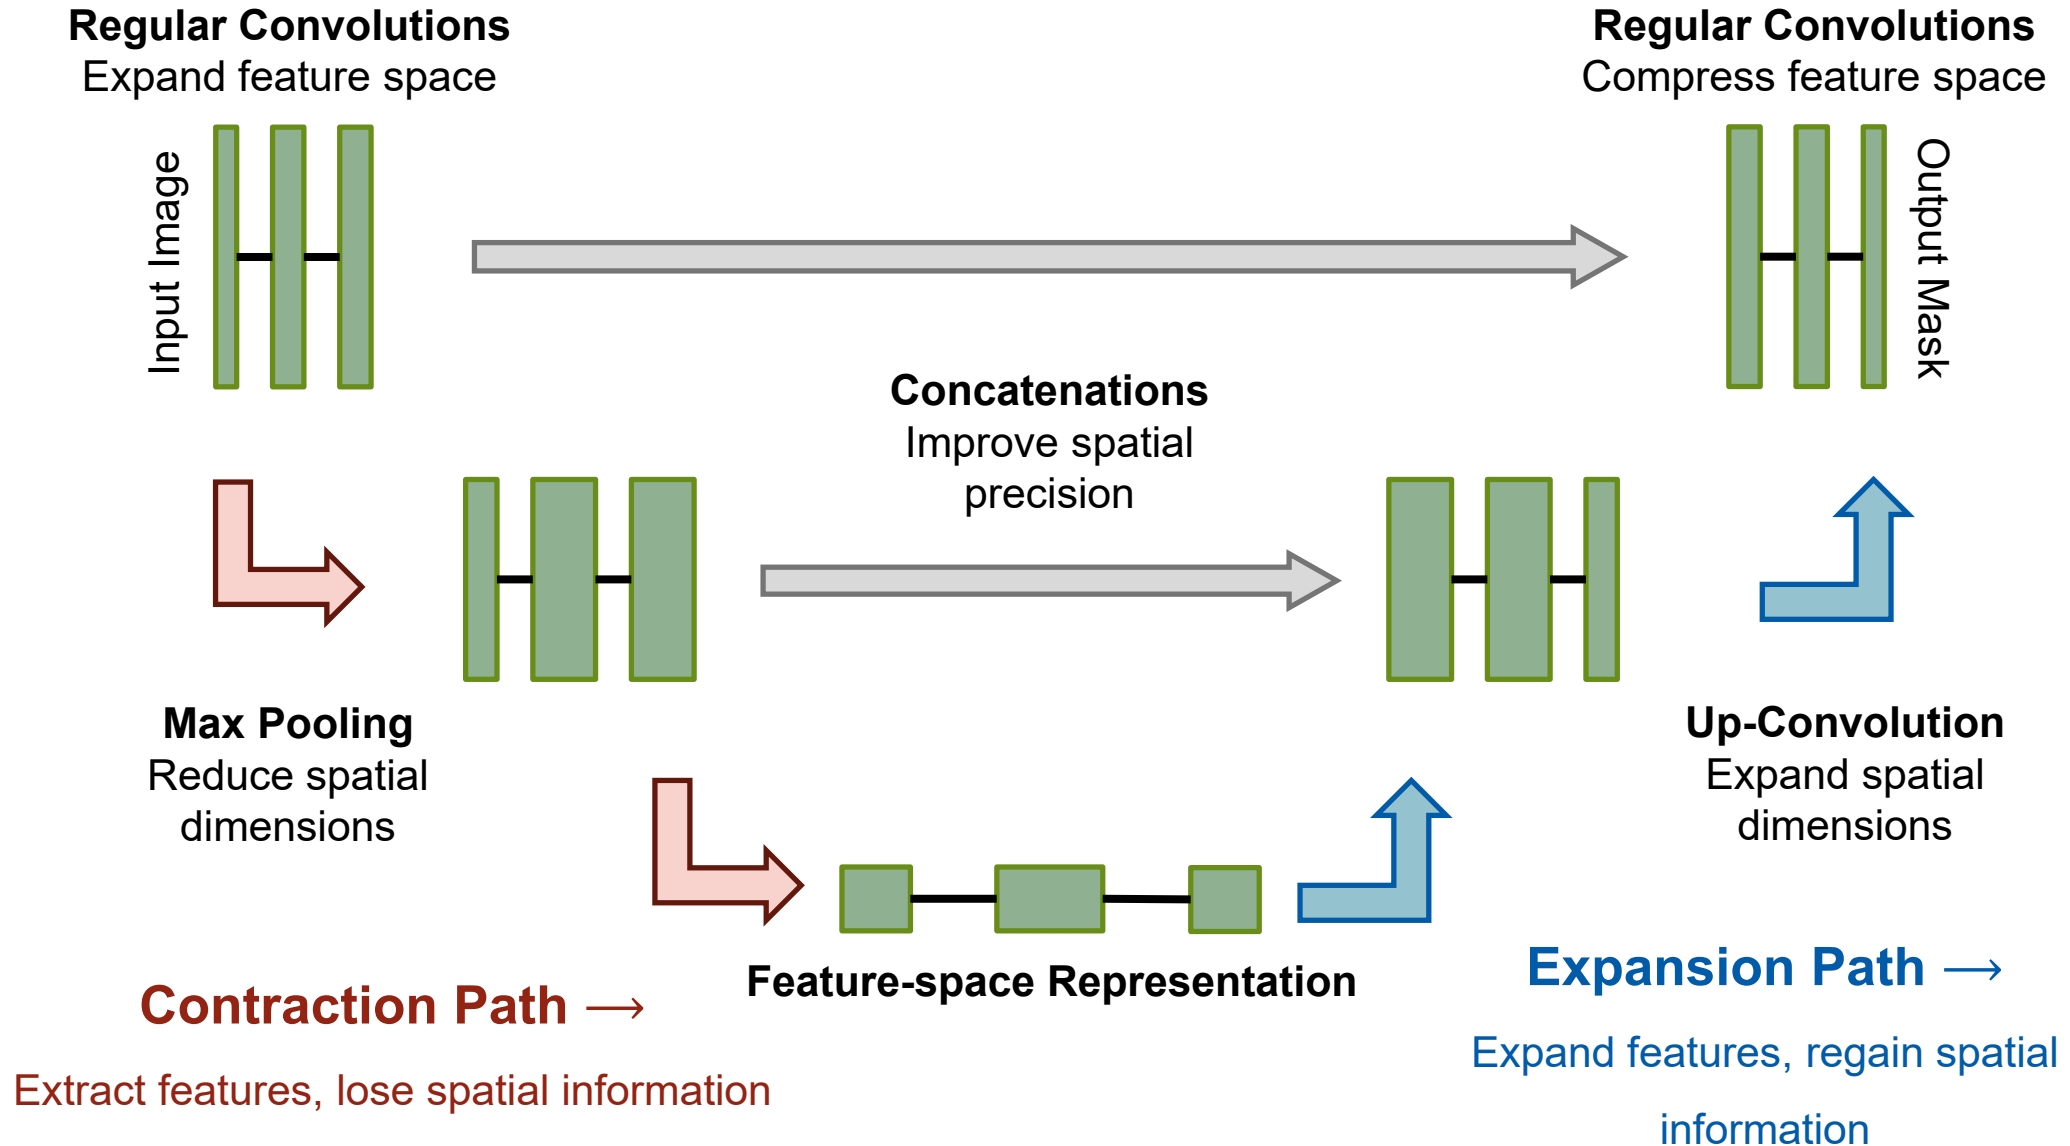 Regular Convolutions
Expand feature space
Regular Convolutions
Compress feature space
Input Image
Output Mask
Concatenations
Improve spatial
precision
Max Pooling
Reduce spatial
dimensions
Up-Convolution
Expand spatial
dimensions
Feature-space Representation
Contraction Path →
Extract features, lose spatial information
Expansion Path →
Expand features, regain spatial
information